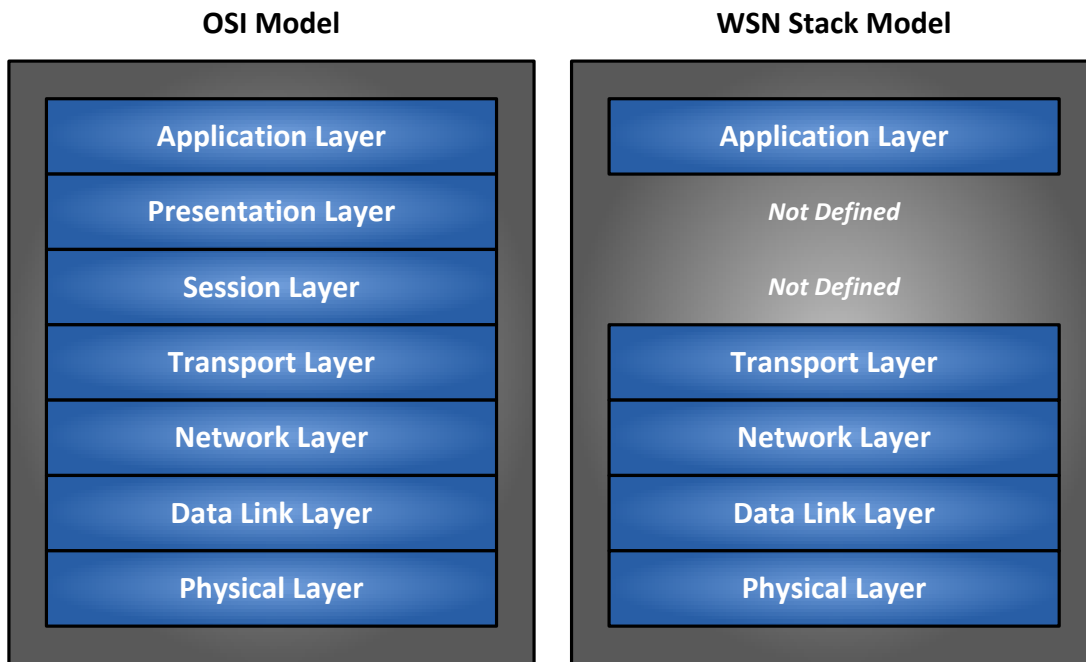 OSI Model
Application Layer
Presentation Layer
Session Layer
Transport Layer
Network Layer
Data Link Layer
Physical Layer
WSN Stack Model
Application Layer
Not Defined
Not Defined
Transport Layer
Network Layer
Data Link Layer
Physical Layer